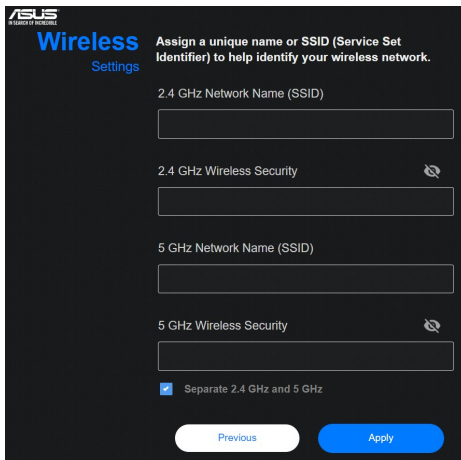 ASUS
IN SEARCH OF INCREDIBLE
Wireless
Settings
Assign a unique name or SSID (Service Set
Identifier) to help identify your wireless network.
2.4 GHz Network Name (SSID)
2.4 GHz Wireless Security
5 GHz Network Name (SSID)
5 GHz Wireless Security
Separate 2.4 GHz and 5 GHz
Previous
Apply